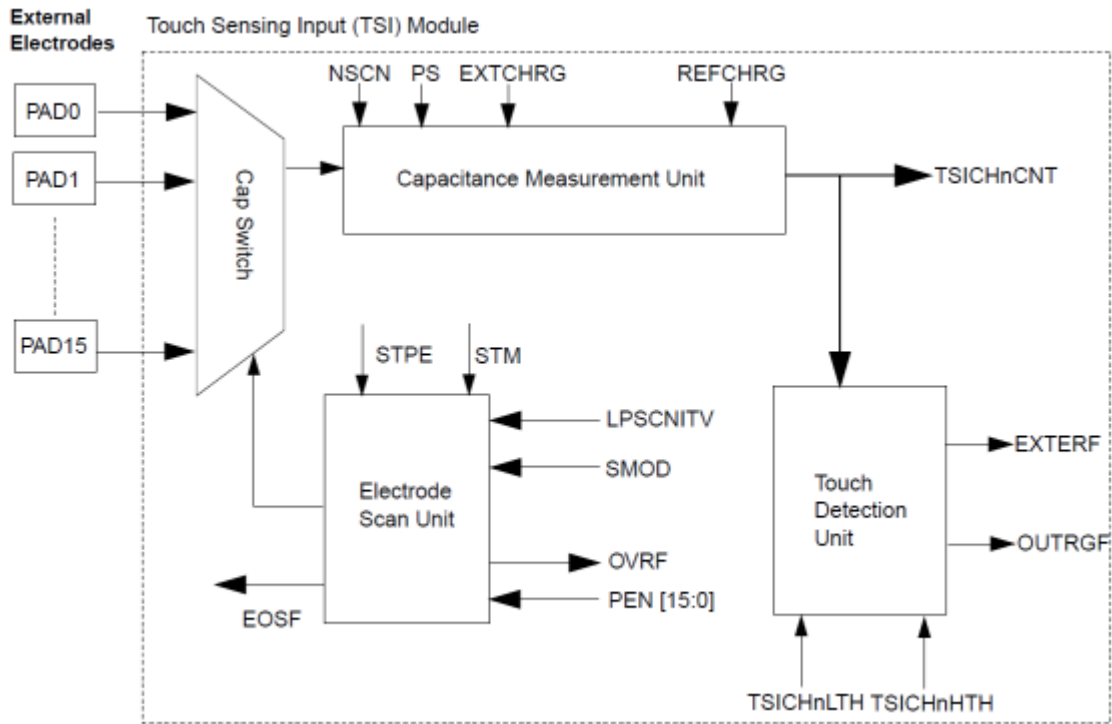 External
Electrodes
Touch Sensing Input (TSI) Module
NSCN PS EXTCHRG REFCHRG
PAD0
PAD1
PAD15
Cap Switch
Capacitance Measurement Unit
TSICHnCNT
STPE
STM
LPSCNITV
SMOD
Electrode
Scan Unit
OVRF
PEN [15:0]
EOSF
Touch
Detection
Unit
EXTERF
OUTRGF
TSICHnLTH TSICHnHTH